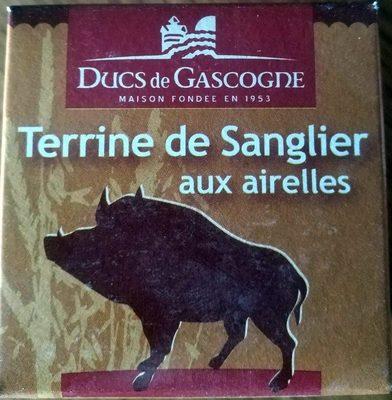 DUCS de GASCOGNE
MAISON FONDEE EN 1953
Terrine de Sanglier
aux airelles